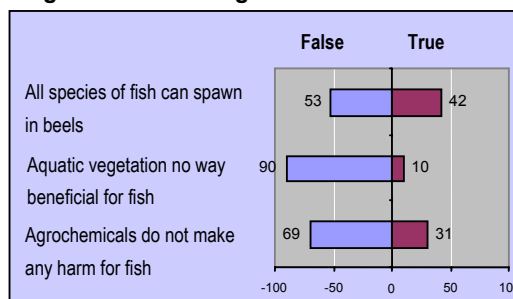 False True
All species of fish can spawn
in beels
53 42
Aquatic vegetation no way
beneficial for fish
90 10
Agrochemicals do not make
any harm for fish
69 31
-100 -50 0 50